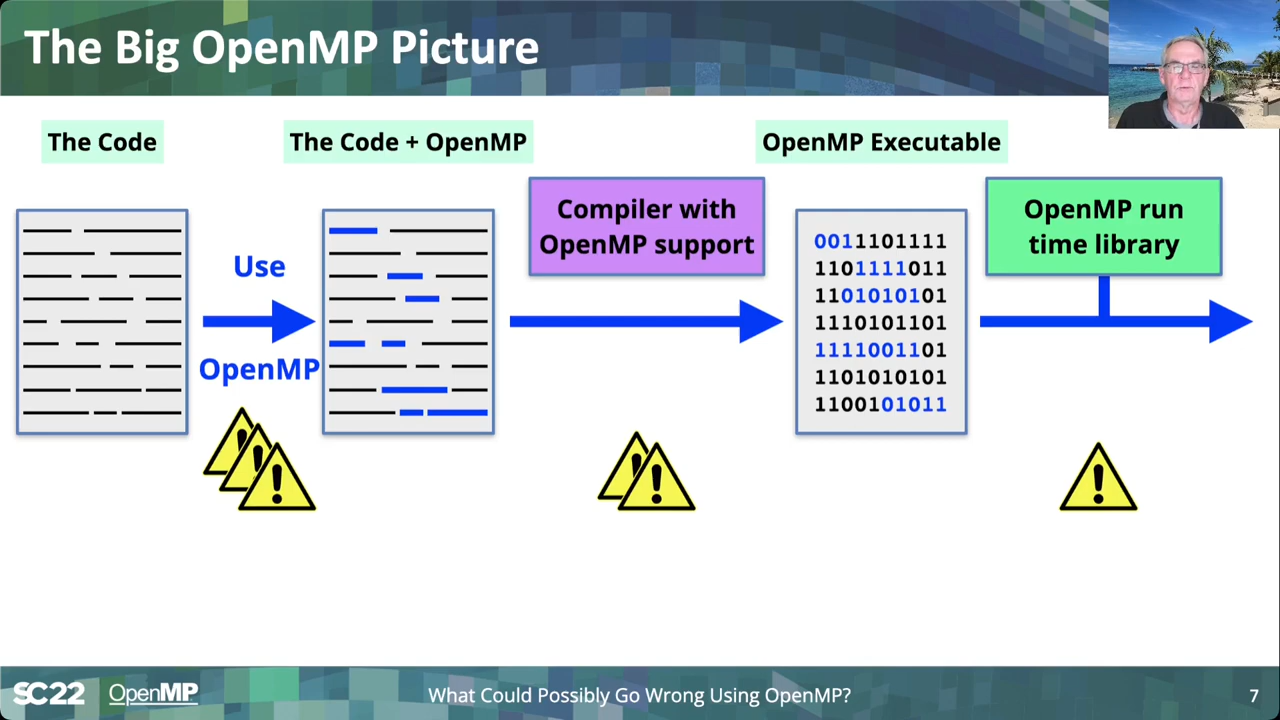 The Big OpenMP Picture
The Code
The Code + OpenMP
OpenMP Executable
Use
OpenMP
Compiler with
OpenMP support
0011101111
1101111011
1101010101
1110101101
1111001101
1101010101
1100101011
OpenMP run
time library
SC22
OpenMP
What Could Possibly Go Wrong Using OpenMP?
7